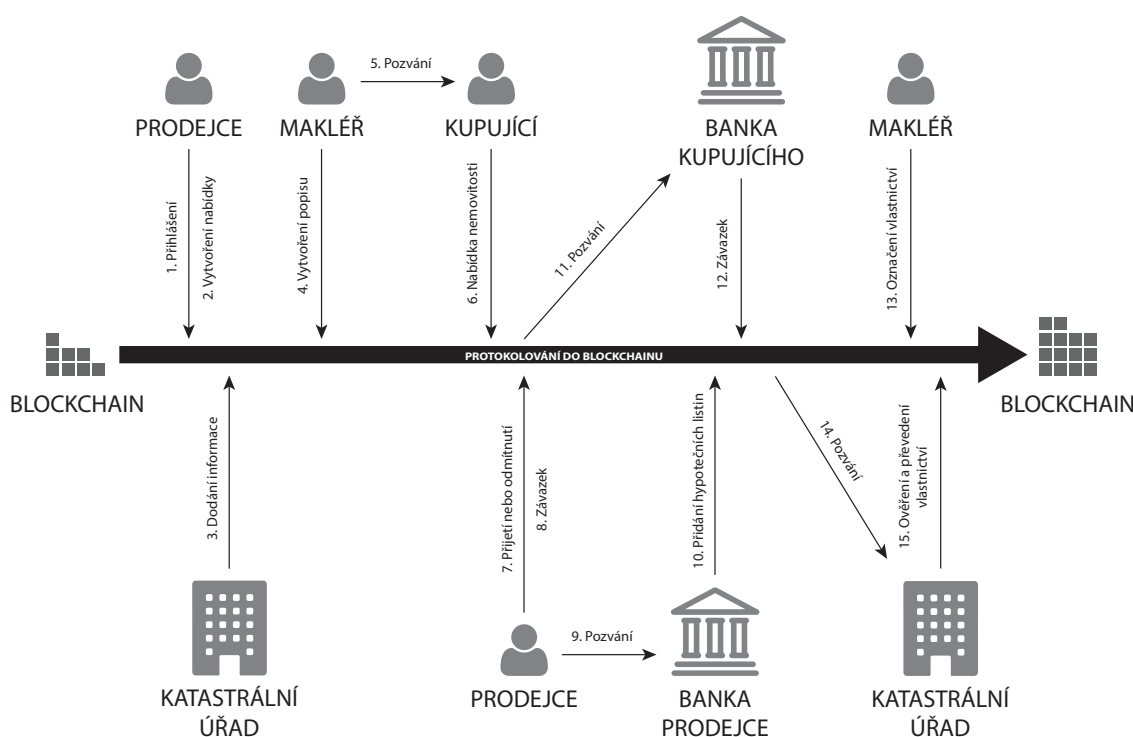 5. Pozvání
PRODEJCE
MAKLÉŘ
KUPUJÍCÍ
BANKA
KUPUJÍCÍHO
MAKLÉŘ
1. Přihlášení
2. Vytvoření nabídky
4. Vytvoření popisu
6. Nabídka nemovitosti
11. Pozvání
12. Závazek
13. Označení vlastnictví
PROTOKOLOVÁNÍ DO BLOCKCHAINU
BLOCKCHAIN
BLOCKCHAIN
3. Dodání informace
7. Přijetí nebo odmítnutí
8. Závazek
10. Přidání hypotečních listin
14. Pozvání
15. Ověření a převedení
vlastnictví
9. Pozvání
KATASTRÁLNÍ
ÚŘAD
PRODEJCE
BANKA
PRODEJCE
KATASTRÁLNÍ
ÚŘAD